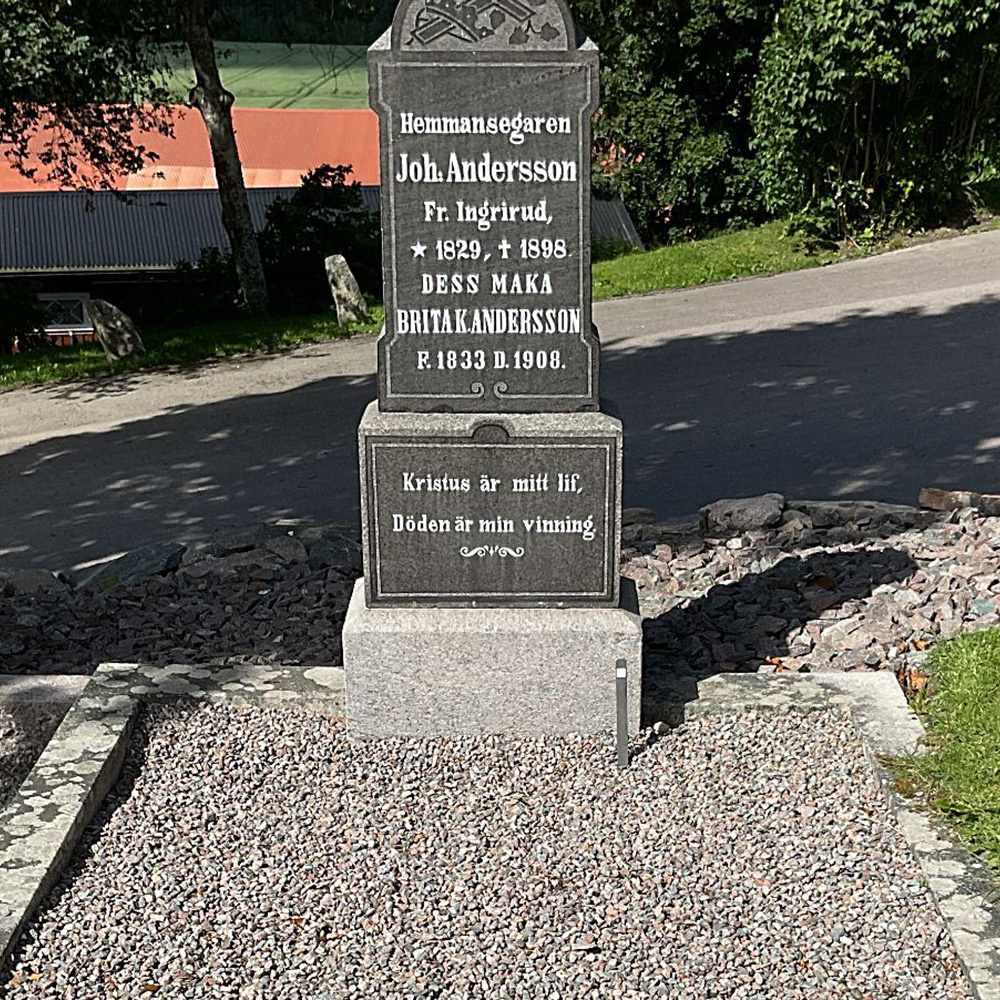 Hemmansegaren
Joh. Andersson
Fr. Ingrirud,
★ 1829, ✝ 1898.
DESS MAKA
BRITA K. ANDERSSON
F. 1833 D. 1908.
Kristus är mitt lif,
Döden är min vinning.